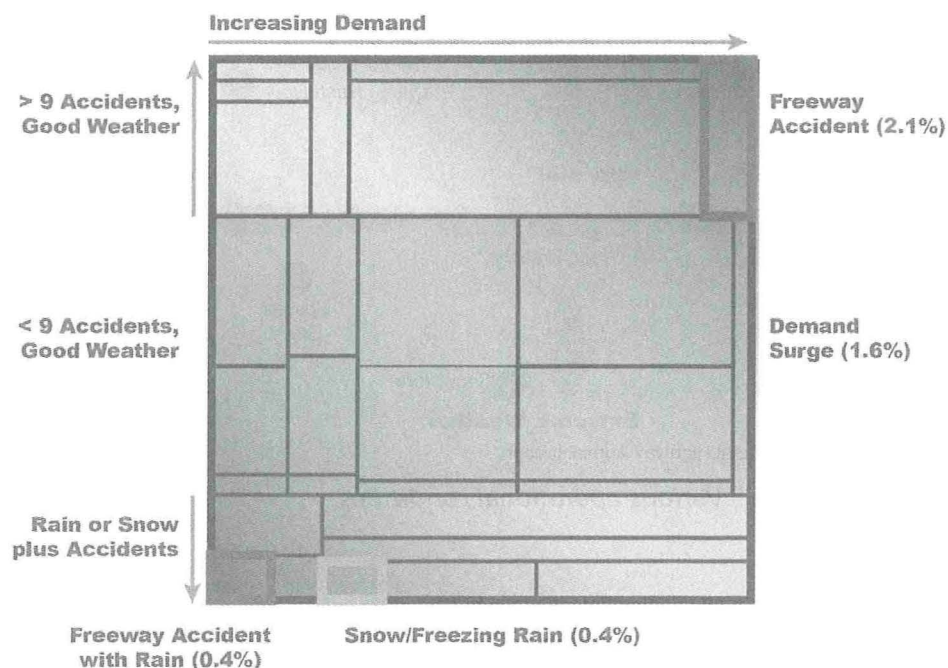 Increasing Demand
> 9 Accidents,
Good Weather
Freeway
Accident (2.1%)
< 9 Accidents,
Good Weather
Demand
Surge (1.6%)
Rain or Snow
plus Accidents
Freeway Accident
with Rain (0.4%)
Snow/Freezing Rain (0.4%)